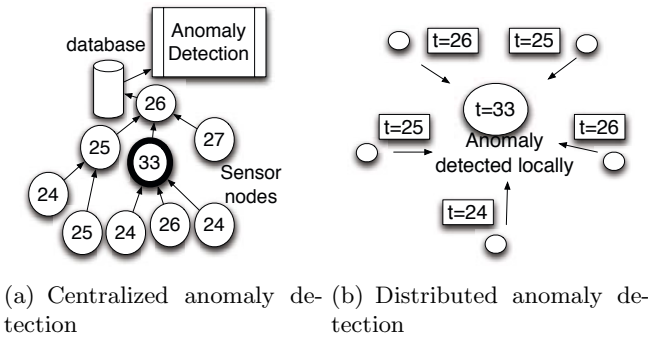 database
Anomaly
Detection
26
25
27
33
Sensor
nodes
24
25
24
26
24
t=26
t=25
t=33
t=25
Anomaly
t=26
detected locally
t=24
(a) Centralized anomaly de-
tection
(b) Distributed anomaly de-
tection